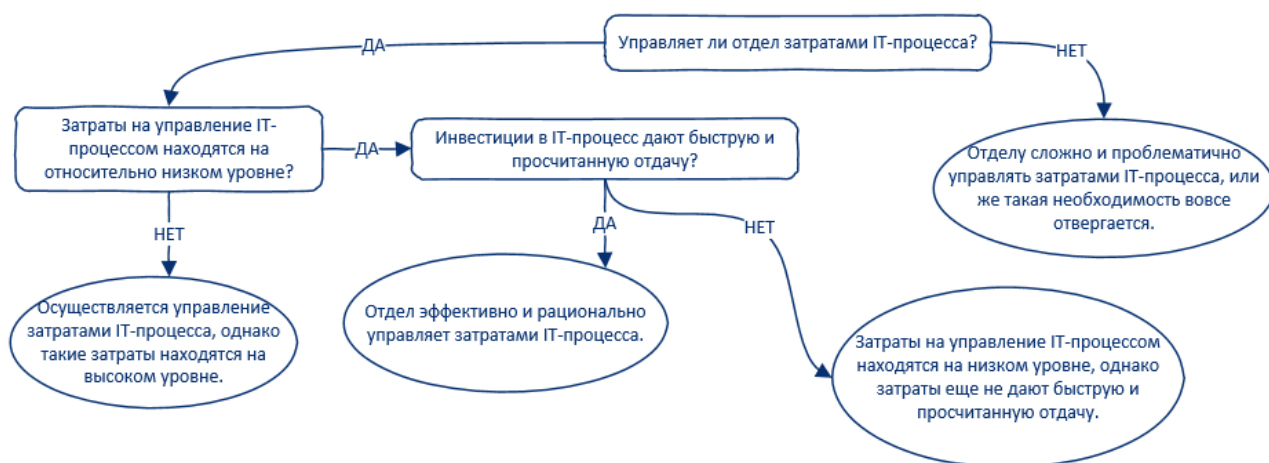 Управляет ли отдел затратами IT-процесса?
ДА
НЕТ
Затраты на управление IT-
процессом находятся на
относительно низком уровне?
ДА
Инвестиции в IT-процесс дают быструю и
просчитанную отдачу?
Отделу сложно и проблематично
управлять затратами IT-процесса, или
же такая необходимость вовсе
отвергается.
НЕТ
ДА
НЕТ
Осуществляется управление
затратами IT-процесса, однако
такие затраты находятся на
высоком уровне.
Отдел эффективно и рационально
управляет затратами IT-процесса.
Затраты на управление IT-процессом
находятся на низком уровне, однако
затраты еще не дают быструю и
просчитанную отдачу.